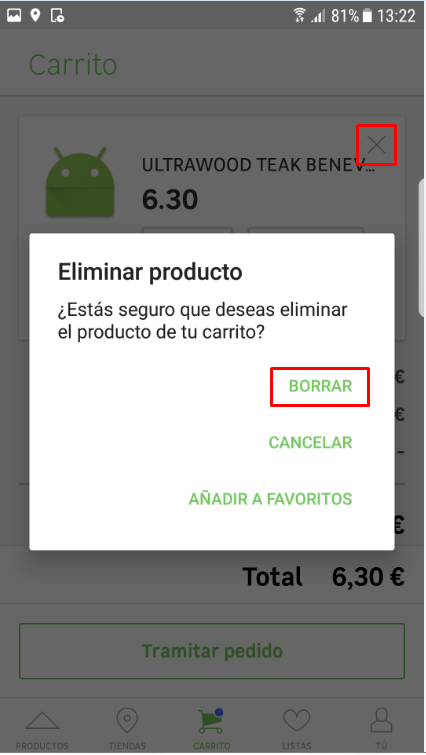 81% 13:22
Carrito
ULTRAWOOD TEAK BENEV...
6.30
Eliminar producto
¿Estás seguro que deseas eliminar
el producto de tu carrito?
BORRAR
€
€
CANCELAR
-
AÑADIR A FAVORITOS
€
Total 6,30 €
Tramitar pedido
PRODUCTOS TIENDAS CARRITO LISTAS TÚ